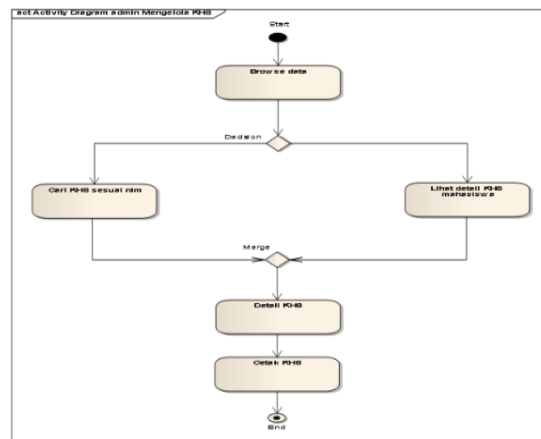 act Activity Diagram admin Mengelola KHS
Start
Browse data
Decision
Cari KHS sesuai nim
Lihat detail KHS
mahasiswa
Merge
Detail KHS
Cetak KHS
End